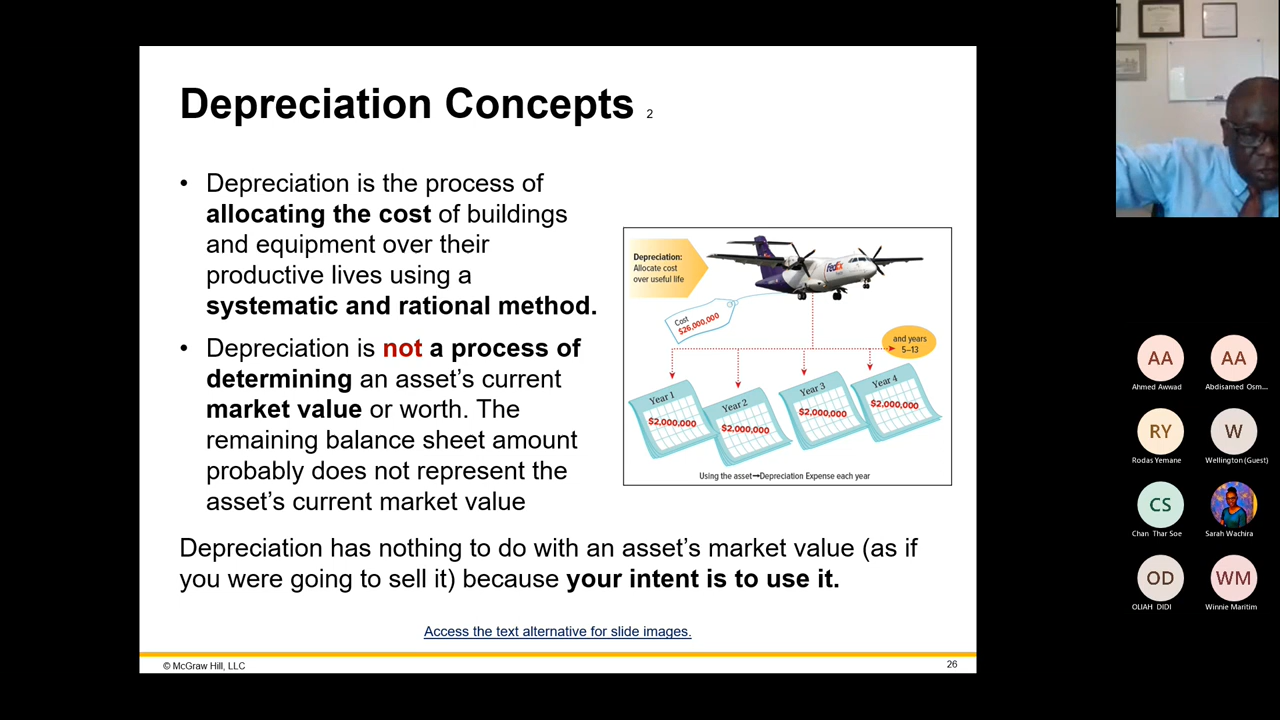 Depreciation Concepts 2
• Depreciation is the process of
allocating the cost of buildings
and equipment over their
productive lives using a
systematic and rational method.
• Depreciation is not a process of
determining an asset's current
market value or worth. The
remaining balance sheet amount
probably does not represent the
asset's current market value
Depreciation:
Allocate cost
over useful life
FedEx
Cost
$26,000,000
and years
5–13
Year 1
$2,000,000
Year 2
$2,000,000
Year 3
$2,000,000
Year 4
$2,000,000
Using the asset→Depreciation Expense each year
Depreciation has nothing to do with an asset's market value (as if
you were going to sell it) because your intent is to use it.
Access the text alternative for slide images.
© McGraw Hill, LLC
26
AA
Ahmed Awwad
AA
Abdisamed Osm...
RY
Rodas Yemane
W
Wellington (Guest)
CS
Chan Thar Soe
Sarah Wachira
OD
OLIAH DIDI
WM
Winnie Maritim